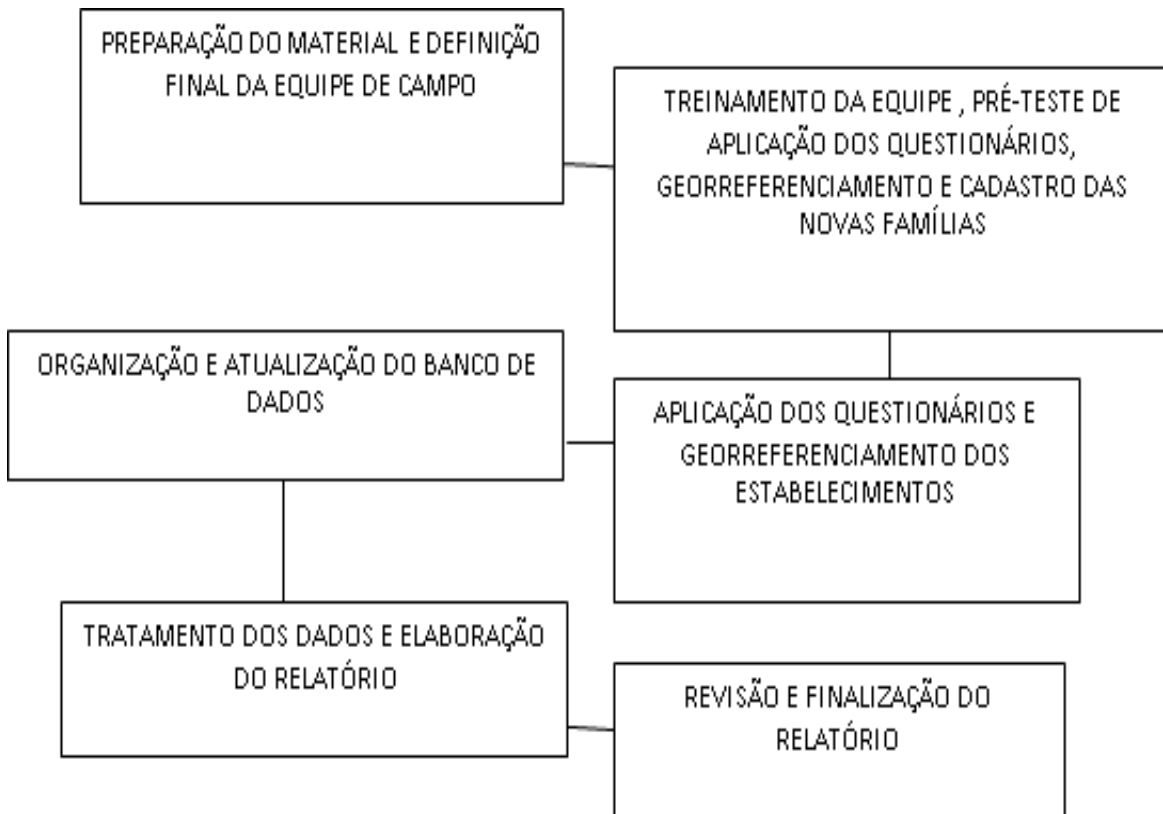 PREPARAÇÃO DO MATERIAL E DEFINIÇÃO
FINAL DA EQUIPE DE CAMPO
TREINAMENTO DA EQUIPE , PRÉ-TESTE DE
APLICAÇÃO DOS QUESTIONÁRIOS,
GEORREFERENCIAMENTO E CADASTRO DAS
NOVAS FAMÍLIAS
ORGANIZAÇÃO E ATUALIZAÇÃO DO BANCO DE
DADOS
APLICAÇÃO DOS QUESTIONÁRIOS E
GEORREFERENCIAMENTO DOS
ESTABELECIMENTOS
TRATAMENTO DOS DADOS E ELABORAÇÃO
DO RELATÓRIO
REVISÃO E FINALIZAÇÃO DO
RELATÓRIO